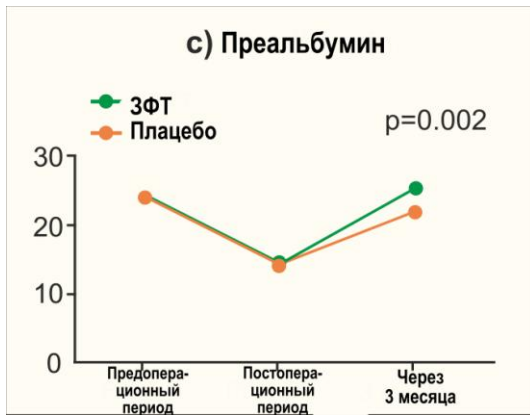 c) Преальбумин
ЗФТ
Плацебо
p=0.002
30
20
10
0
Предопера-
ционный
период
Постопера-
ционный
период
Через
3 месяца